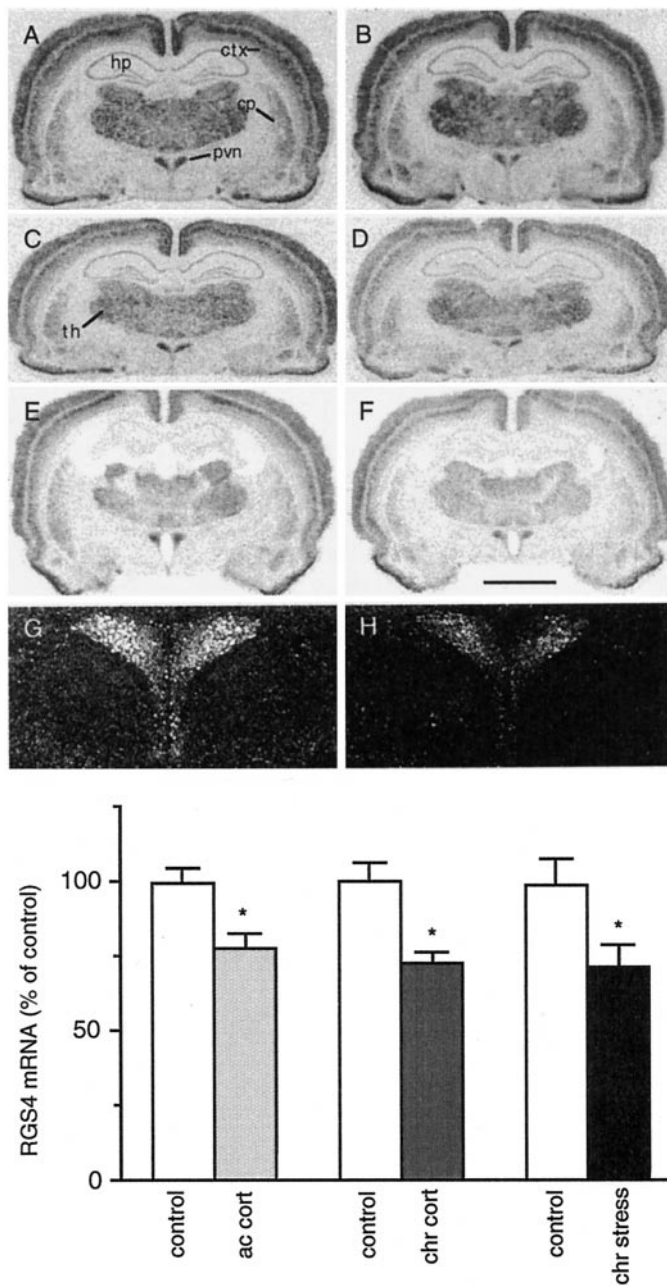 A
hp
ctx
cp
pvn
B
C
th
D
E
F
G
H
RGS4 mRNA (% of control)
100
50
0
*
*
*
control
ac cort
control
chr cort
control
chr stress